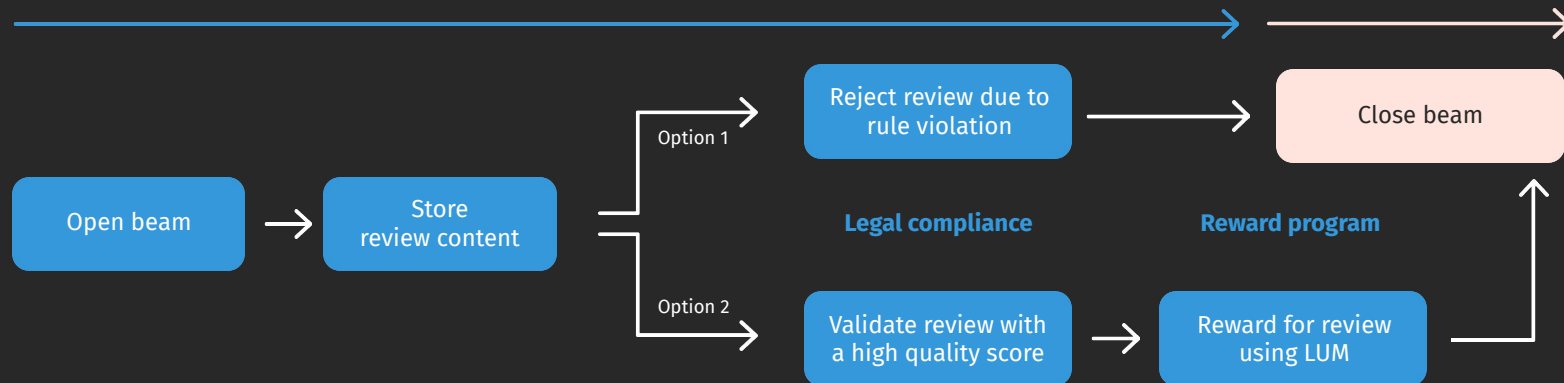 Open beam
Store
review content
Option 1
Reject review due to
rule violation
Close beam
Legal compliance
Reward program
Option 2
Validate review with
a high quality score
Reward for review
using LUM